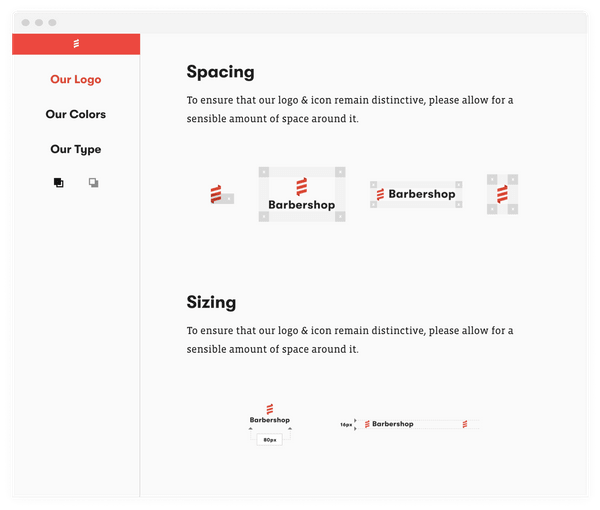 Our Logo
Our Colors
Our Type
Spacing
To ensure that our logo & icon remain distinctive, please allow for a
sensible amount of space around it.
Barbershop
Barbershop
Sizing
To ensure that our logo & icon remain distinctive, please allow for a
sensible amount of space around it.
Barbershop
80px
16px
Barbershop